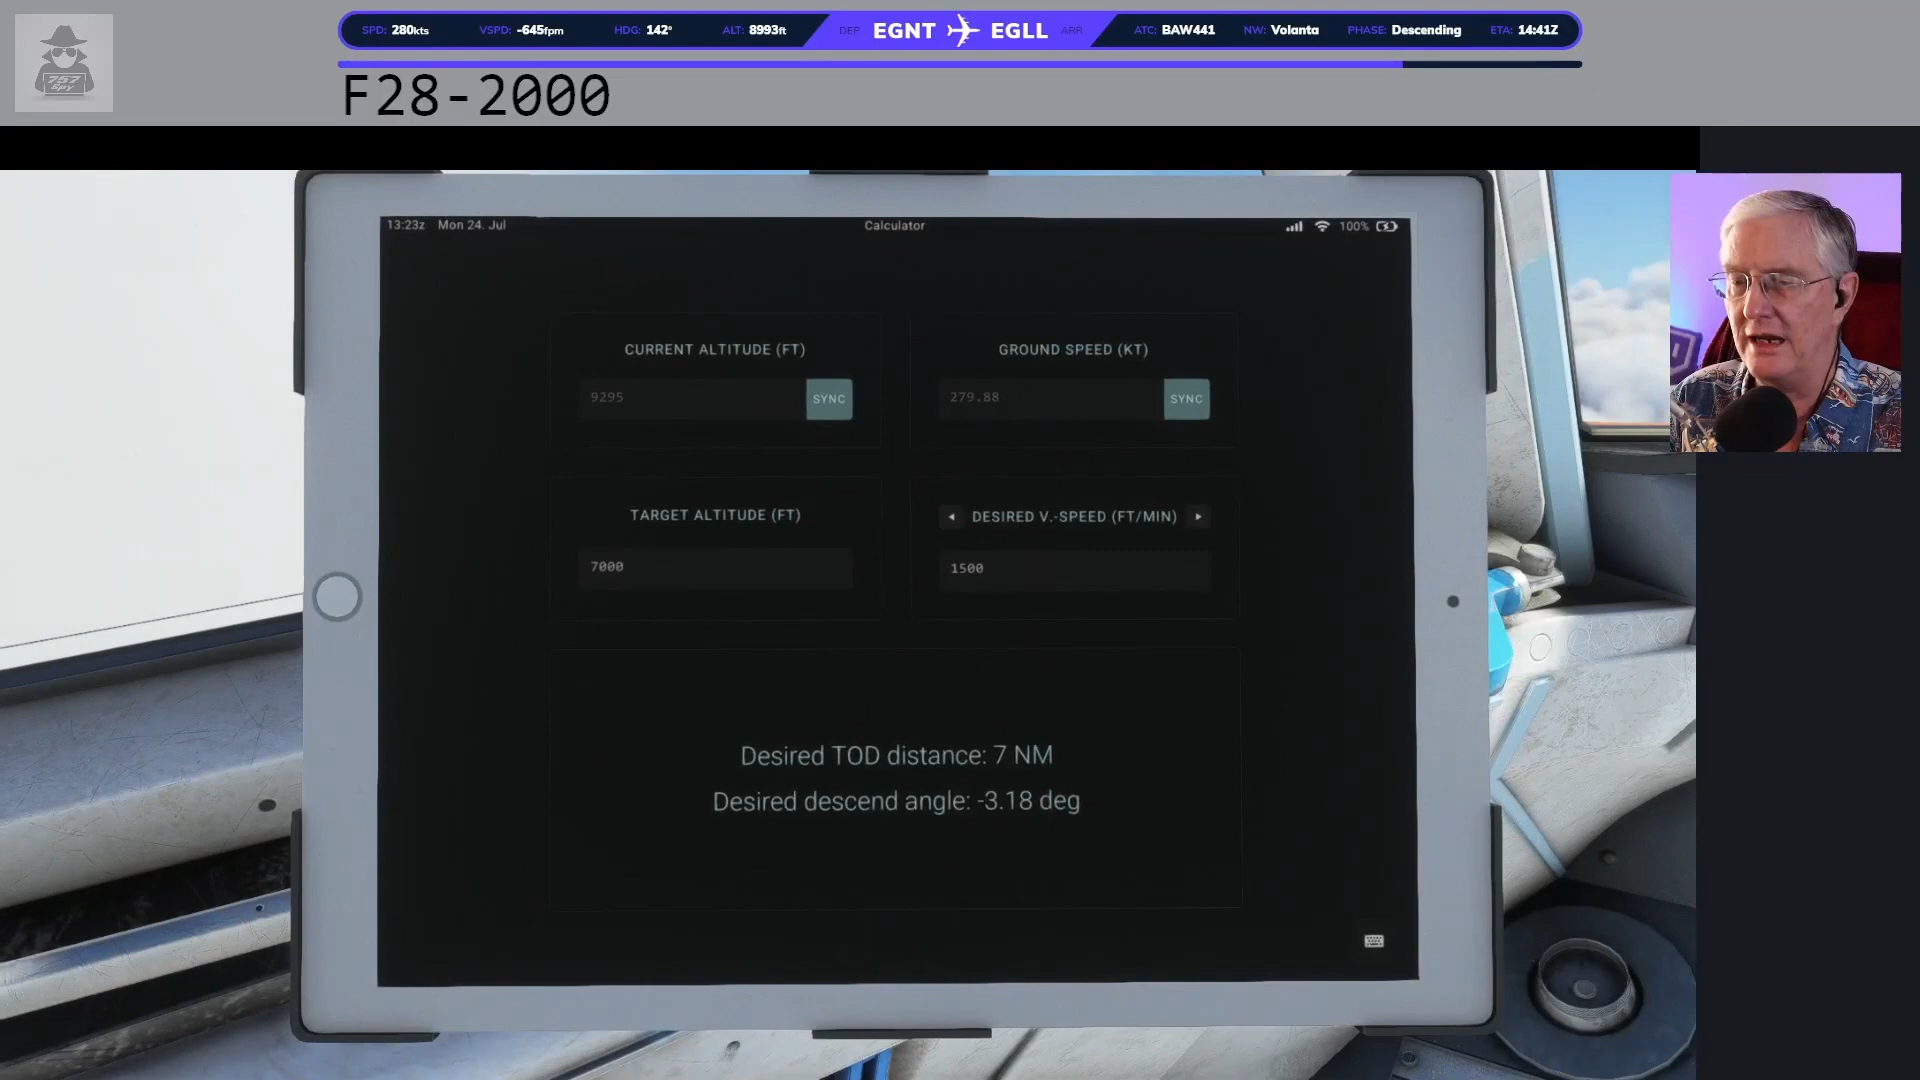 SPD: 280kts VSPD: -645fpm HDG: 142° ALT: 8993ft DEP EGNT EGLL ARR ATC: BAW441 NW: Volanta PHASE: Descending ETA: 14:41Z
757
Spy
F28-2000
13:23z Mon 24. Jul Calculator 100%
CURRENT ALTITUDE (FT) GROUND SPEED (KT)
9295 SYNC 279.88 SYNC
TARGET ALTITUDE (FT) DESIRED V.-SPEED (FT/MIN)
7000 1500
Desired TOD distance: 7 NM
Desired descend angle: -3.18 deg